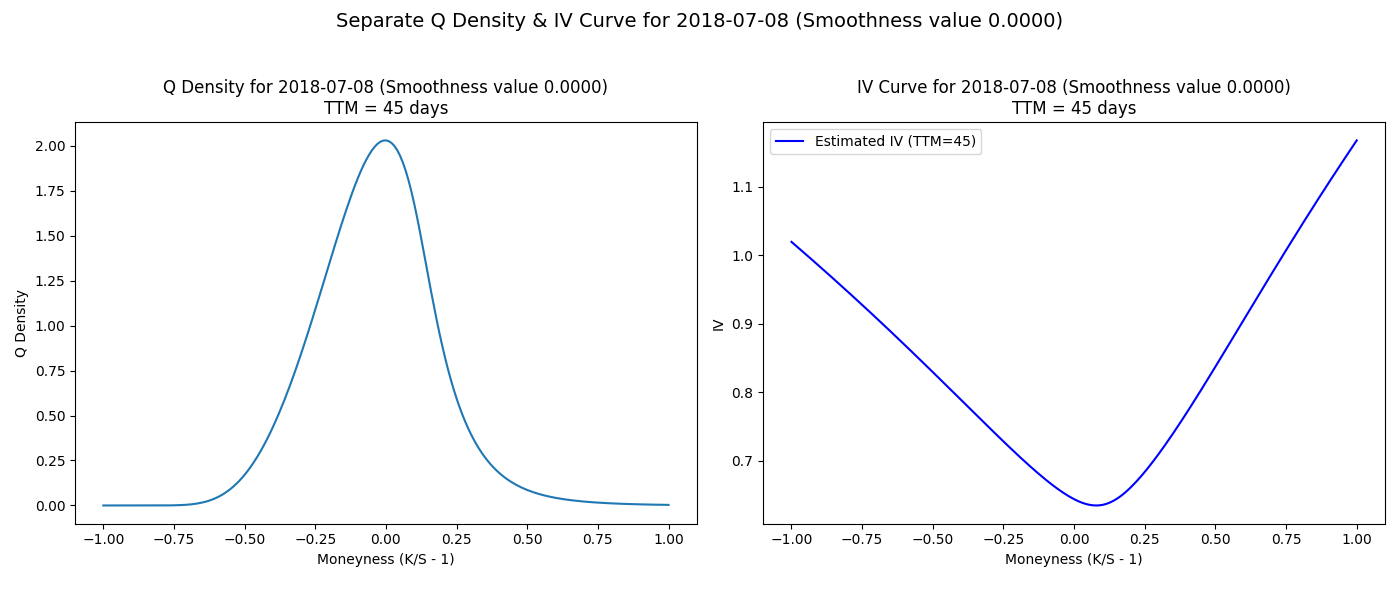 Separate Q Density & IV Curve for 2018-07-08 (Smoothness value 0.0000)
Q Density for 2018-07-08 (Smoothness value 0.0000)
TTM = 45 days
2.00
1.75
1.50
1.25
1.00
0.75
0.50
0.25
0.00
Q Density
−1.00 −0.75 −0.50 −0.25 0.00 0.25 0.50 0.75 1.00
Moneyness (K/S - 1)
IV Curve for 2018-07-08 (Smoothness value 0.0000)
TTM = 45 days
Estimated IV (TTM=45)
1.1
1.0
0.9
0.8
0.7
IV
−1.00 −0.75 −0.50 −0.25 0.00 0.25 0.50 0.75 1.00
Moneyness (K/S - 1)